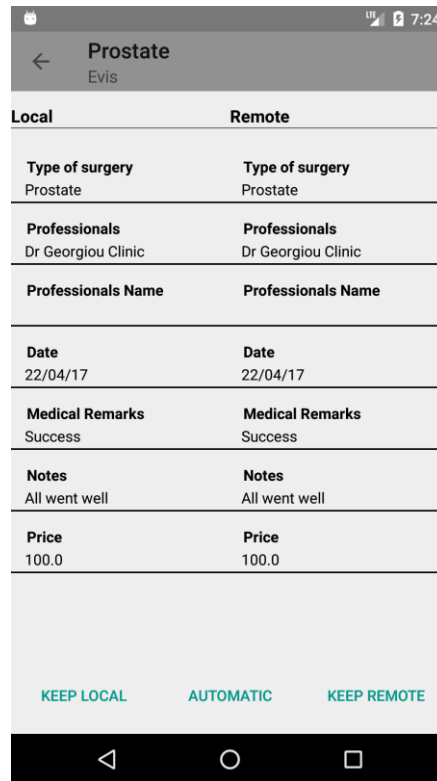 LTE 7:24
Prostate
Evis
Local Remote
Type of surgery Type of surgery
Prostate Prostate
Professionals Professionals
Dr Georgiou Clinic Dr Georgiou Clinic
Professionals Name Professionals Name
Date Date
22/04/17 22/04/17
Medical Remarks Medical Remarks
Success Success
Notes Notes
All went well All went well
Price Price
100.0 100.0
KEEP LOCAL AUTOMATIC KEEP REMOTE